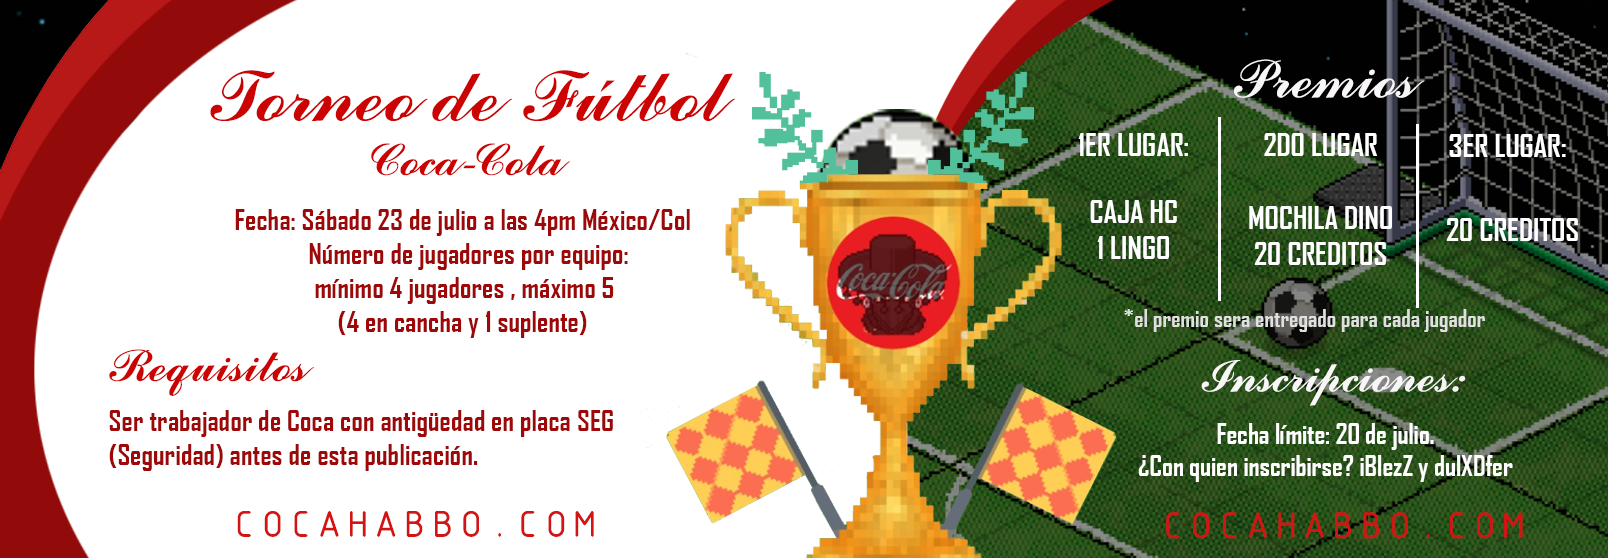 Torneo de Fútbol
Coca-Cola
Fecha: Sábado 23 de julio a las 4pm México/Col
Número de jugadores por equipo:
mínimo 4 jugadores , máximo 5
(4 en cancha y 1 suplente)
Requisitos
Ser trabajador de Coca con antigüedad en placa SEG
(Seguridad) antes de esta publicación.
COCAHABBO.COM
Coca-Cola
Premios
1ER LUGAR:
CAJA HC
1 LINGO
2DO LUGAR
MOCHILA DINO
20 CREDITOS
3ER LUGAR:
20 CREDITOS
*el premio sera entregado para cada jugador
Inscripciones:
Fecha límite: 20 de julio.
¿Con quien inscribirse? iBlezZ y dulXDfer
COCAHABBO.COM